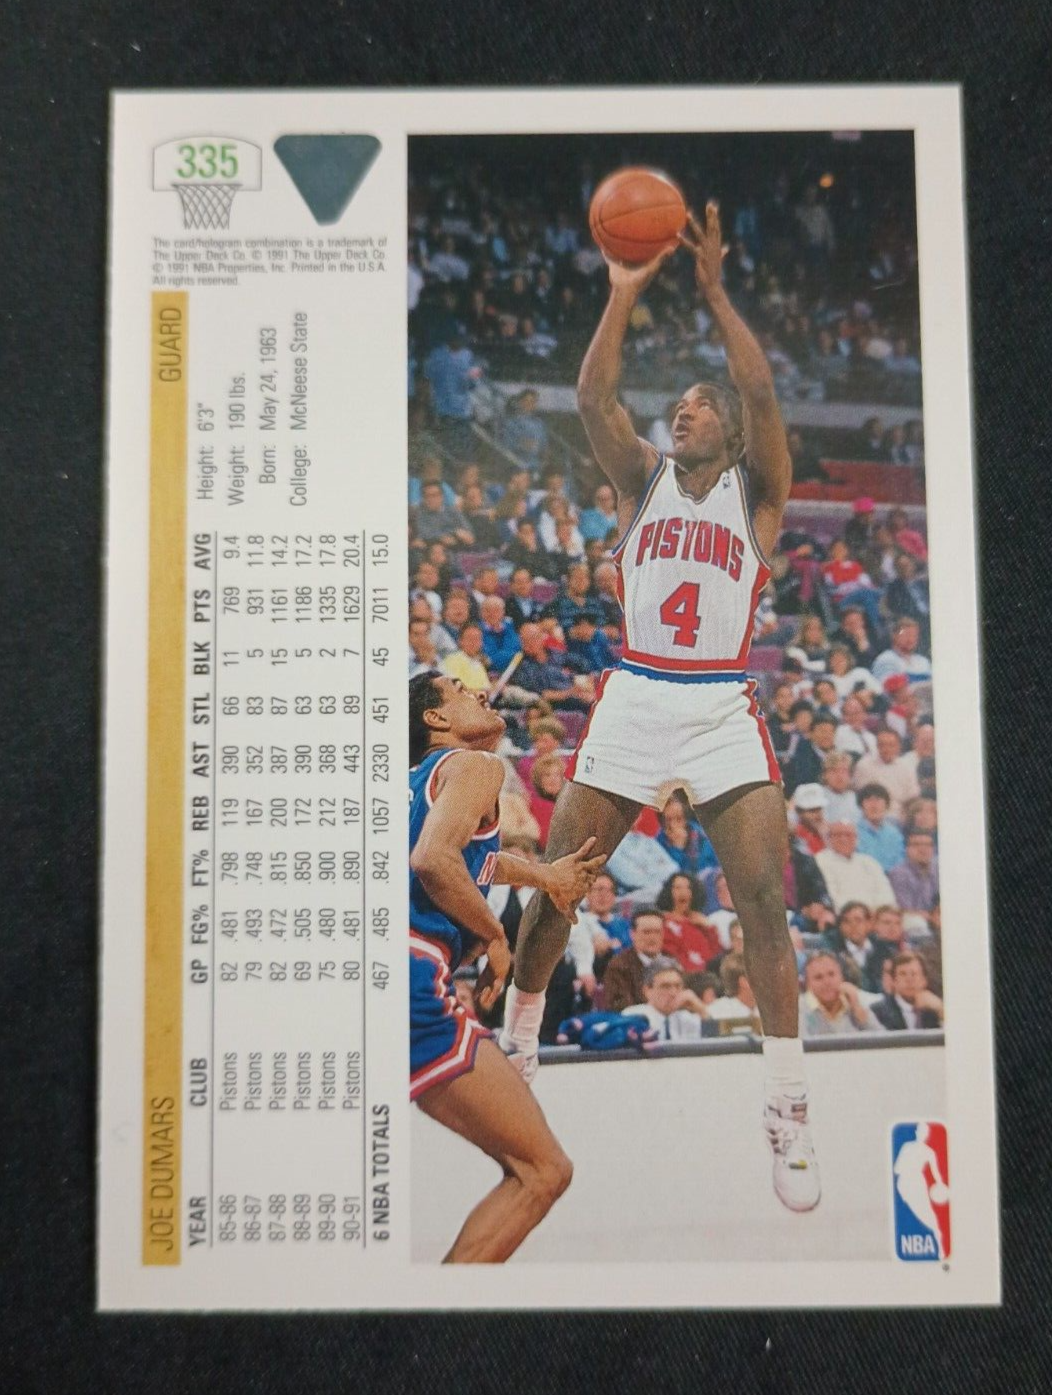 335
The card/hologram combination is a trademark of
The Upper Deck Co. © 1991 The Upper Deck Co.
© 1991 NBA Properties, Inc. Printed in the U.S.A.
All rights reserved.
JOE DUMARS GUARD
Height: 6'3"
Weight: 190 lbs.
Born: May 24, 1963
College: McNeese State
YEAR CLUB GP FG% FT% REB AST STL BLK PTS AVG
85-86 Pistons 82 .481 .798 119 390 66 11 769 9.4
86-87 Pistons 79 .493 .748 167 352 83 5 931 11.8
87-88 Pistons 82 .472 .815 200 387 87 15 1161 14.2
88-89 Pistons 69 .505 .850 172 390 63 5 1186 17.2
89-90 Pistons 75 .480 .900 212 368 63 2 1335 17.8
90-91 Pistons 80 .481 .890 187 443 89 7 1629 20.4
6 NBA TOTALS 467 .485 .842 1057 2330 451 45 7011 15.0
PISTONS
4
NBA